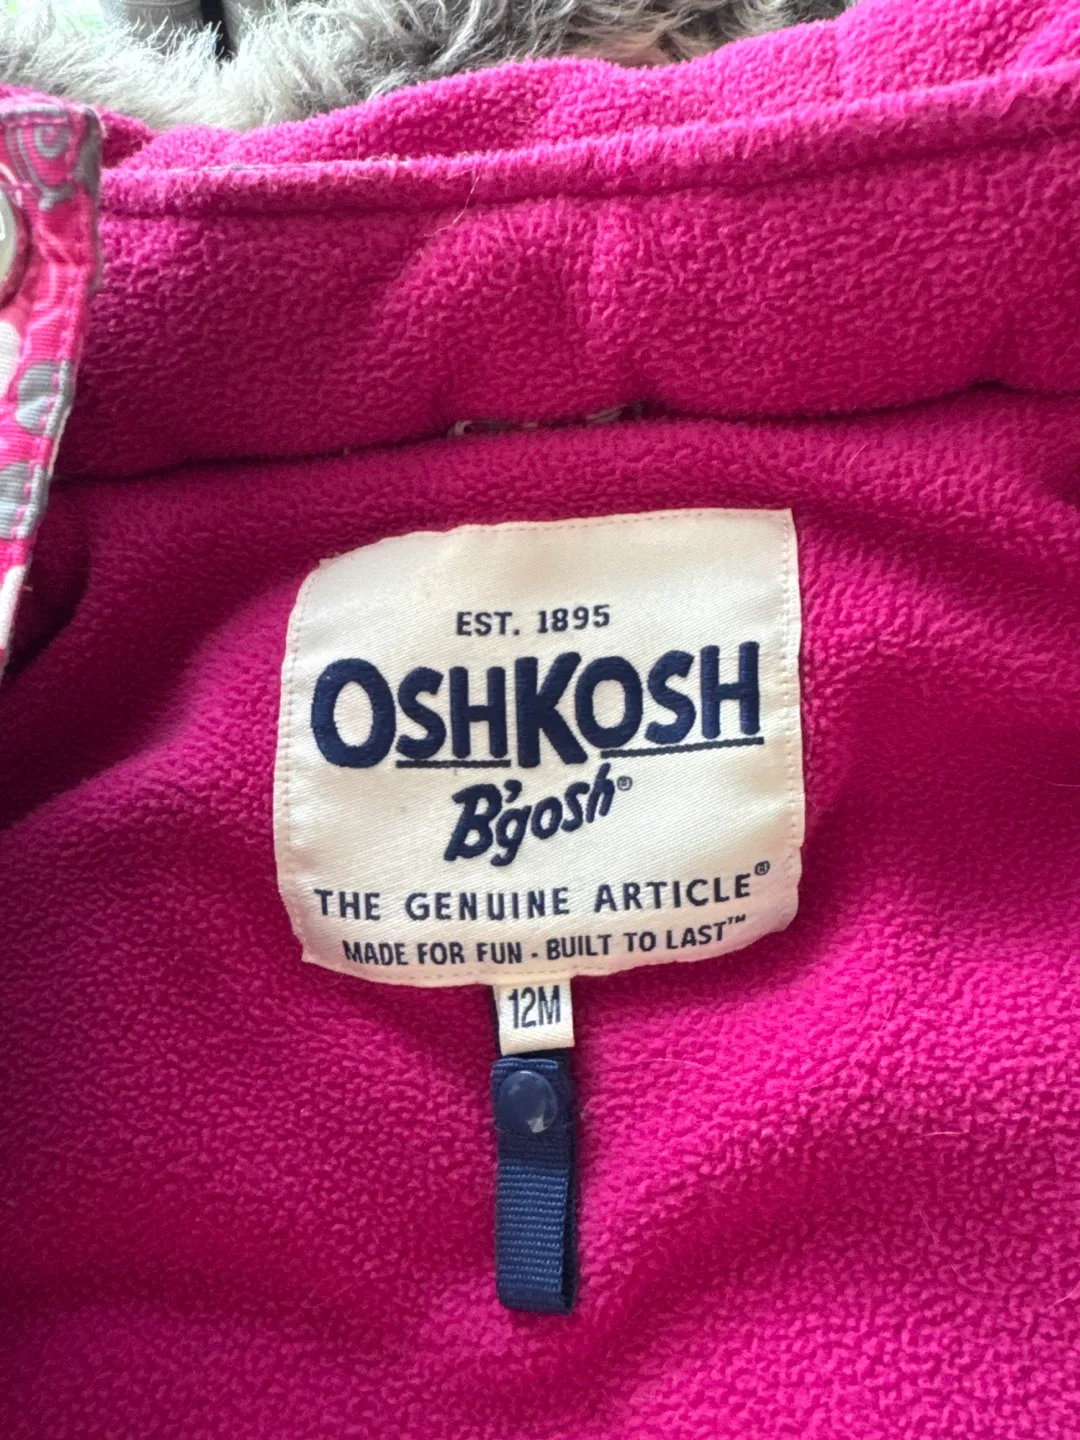 EST. 1895
OSHKOSH
B'gosh®
THE GENUINE ARTICLE®
MADE FOR FUN - BUILT TO LAST™
12M